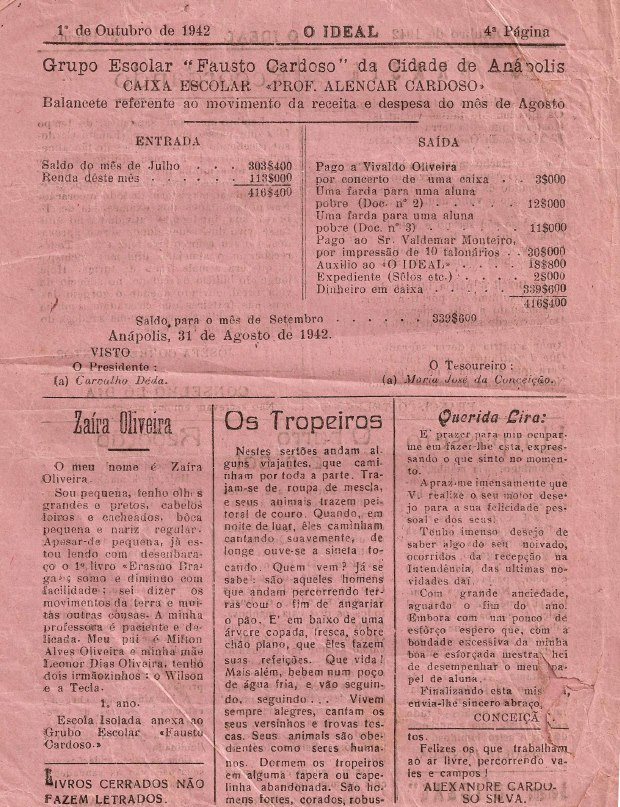 1º de Outubro de 1942
O IDEAL
4ª Página
Grupo Escolar "Fausto Cardoso" da Cidade de Anápolis
CAIXA ESCOLAR «PROF. ALENCAR CARDOSO»
Balancete referente ao movimento da receita e despesa do mês de Agosto
ENTRADA
Saldo do mês de Julho . . . 303$400
Renda déste mês . . . . . . 113$000
416$400
SAÍDA
Pago a Vivaldo Oliveira
por concerto de uma caixa . . 3$000
Uma farda para uma aluna
pobre (Doc. nº 2) . . . . 12$000
Uma farda para uma aluna
pobre (Doc. nº 3) . . . . 11$000
Pago ao Sr. Valdemar Monteiro,
por impressão de 10 talonários . . 30$000
Auxilio ao «O IDEAL» . . . . 18$800
Expediente (Sêlos etc.) . . . . 2$000
Dinheiro em caixa . . . . 339$600
416$400
Saldo para o mês de Setembro . . . . . . 339$600
Anápolis, 31 de Agosto de 1942.
VISTO
O Presidente :
(a) Carvalho Déda.
O Tesoureiro :
(a) Maria José da Conceição.
Zaíra Oliveira
O meu nome é Zaíra
Oliveira.
Sou pequena, tenho olhos
grandes e pretos, cabelos
loiros e cacheados, bôca
pequena e nariz regular.
Apesar-de pequena, já es-
tou lendo com desembara-
ço o 1º livro «Erasmo Bra-
ga» ; somo e diminuo com
facilidade ; sei dizer os
movimentos da terra e mui-
tas outras cousas. A minha
professora é paciente e de-
licada. Meu pai é Milton
Alves Oliveira e minha mãe
Leonor Dias Oliveira, tenho
dois irmãozinhos : o Wilson
e a Tecla.
1. ano.
Escola Isolada anexa ao
Grubo Escolar «Fausto
Cardoso.»
LIVROS CERRADOS NÃO
FAZEM LETRADOS.
Os Tropeiros
Nestes sertões andam al-
guns viajantes, que cami-
nham por toda a parte. Tra-
jam-se de roupa de mescla,
e seus animais trazem pei-
toral de couro. Quando, em
noite de luar, êles caminham
cantando suavemente, de
longe ouve-se a sineta to-
cando. Quem vem ? Já se
sabe : são aqueles homens
que andam percorrendo ter-
ras com o fim de angariar
o pão. E' em baixo de uma
árvore copada, fresca, sobre
chão plano, que êles fazem
suas refeições. Que vida !
Mais além, bebem num poço
de água fria, e vão seguin-
do, seguindo . . . Vivem
sempre alegres, cantam os
seus versinhos e trovas tos-
cas. Seus animais são obe-
dientes como seres huma-
nos. Dormem os tropeiros
em alguma tapera ou cape-
linha abandonada. São ho-
mens fortes, corados, robus-
Querida Lira:
E' prazer para mim ocupar-
me em fazer-lhe esta, expres-
sando o que sinto no momen-
to.
Apraz-me imensamente que
V. realize o seu maior dese-
jo para a sua felicidade pes-
soal e dos seus.
Tenho imenso desejo de
saber algo do seu noivado,
ocorridos da recepção na
Intendência, das ultimas no-
vidades daí.
Com grande anciedade,
aguardo o fim do ano.
Embora com um pouco de
esfôrço espero que, com a
bondade excessiva da minha
boa e esforçada mestra, hei
de desempenhar o meu pa-
pel de aluna.
Finalizando esta
envia-lhe sincero abraço,
tos.
Felizes os que trabalham
ao ar livre, percorrendo va-
les e campos !
ALEXANDRE CARDO-
SO SILVA.